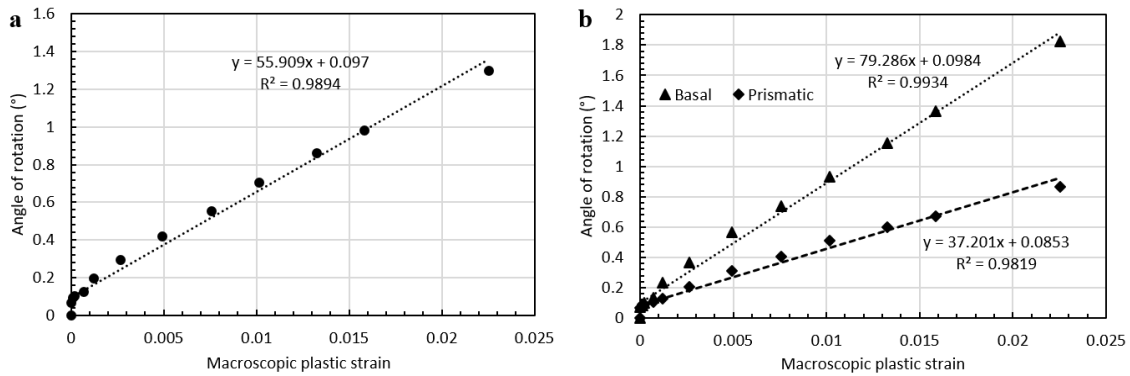 a
1.6
1.4
1.2
1
0.8
0.6
0.4
0.2
0
Angle of rotation (°)
y = 55.909x + 0.097
R² = 0.9894
0 0.005 0.01 0.015 0.02 0.025
Macroscopic plastic strain
b
2
1.8
1.6
1.4
1.2
1
0.8
0.6
0.4
0.2
0
Angle of rotation (°)
y = 79.286x + 0.0984
R² = 0.9934
Basal Prismatic
y = 37.201x + 0.0853
R² = 0.9819
0 0.005 0.01 0.015 0.02 0.025
Macroscopic plastic strain